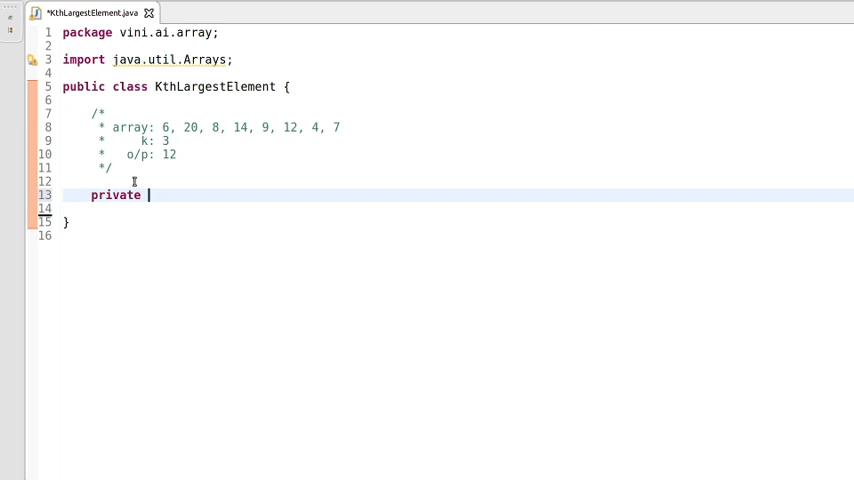 *KthLargestElement.java
1 package vini.ai.array;
2
3 import java.util.Arrays;
4
5 public class KthLargestElement {
6
7 /*
8 * array: 6, 20, 8, 14, 9, 12, 4, 7
9 * k: 3
10 * o/p: 12
11 */
12
13 private
14
15 }
16